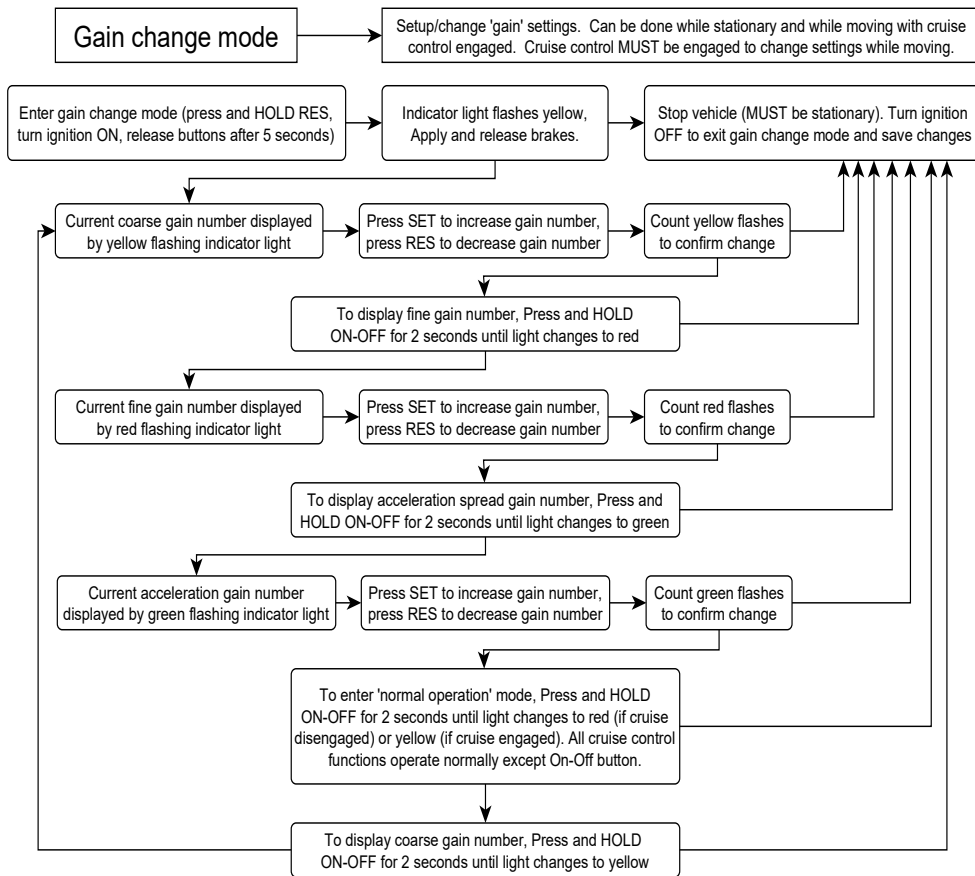 Gain change mode
Setup/change 'gain' settings.  Can be done while stationary and while moving with cruise
control engaged.  Cruise control MUST be engaged to change settings while moving.
Enter gain change mode (press and HOLD RES,
turn ignition ON, release buttons after 5 seconds)
Indicator light flashes yellow,
Apply and release brakes.
Stop vehicle (MUST be stationary). Turn ignition
OFF to exit gain change mode and save changes
Current coarse gain number displayed
by yellow flashing indicator light
Press SET to increase gain number,
press RES to decrease gain number
Count yellow flashes
to confirm change
To display fine gain number, Press and HOLD
ON-OFF for 2 seconds until light changes to red
Current fine gain number displayed
by red flashing indicator light
Press SET to increase gain number,
press RES to decrease gain number
Count red flashes
to confirm change
To display acceleration spread gain number, Press and
HOLD ON-OFF for 2 seconds until light changes to green
Current acceleration gain number
displayed by green flashing indicator light
Press SET to increase gain number,
press RES to decrease gain number
Count green flashes
to confirm change
To enter 'normal operation' mode, Press and HOLD
ON-OFF for 2 seconds until light changes to red (if cruise
disengaged) or yellow (if cruise engaged). All cruise control
functions operate normally except On-Off button.
To display coarse gain number, Press and HOLD
ON-OFF for 2 seconds until light changes to yellow